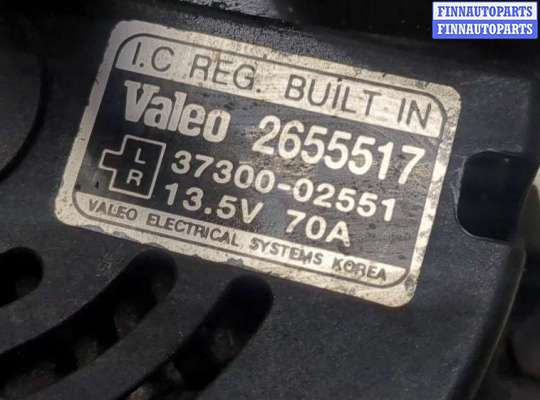 FINNAUTOPARTS
FINNAUTOPARTS
I.C REG. BUILT IN
Valeo 2655517
L
R
37300-02551
13.5V 70A
VALEO ELECTRICAL SYSTEMS KOREA